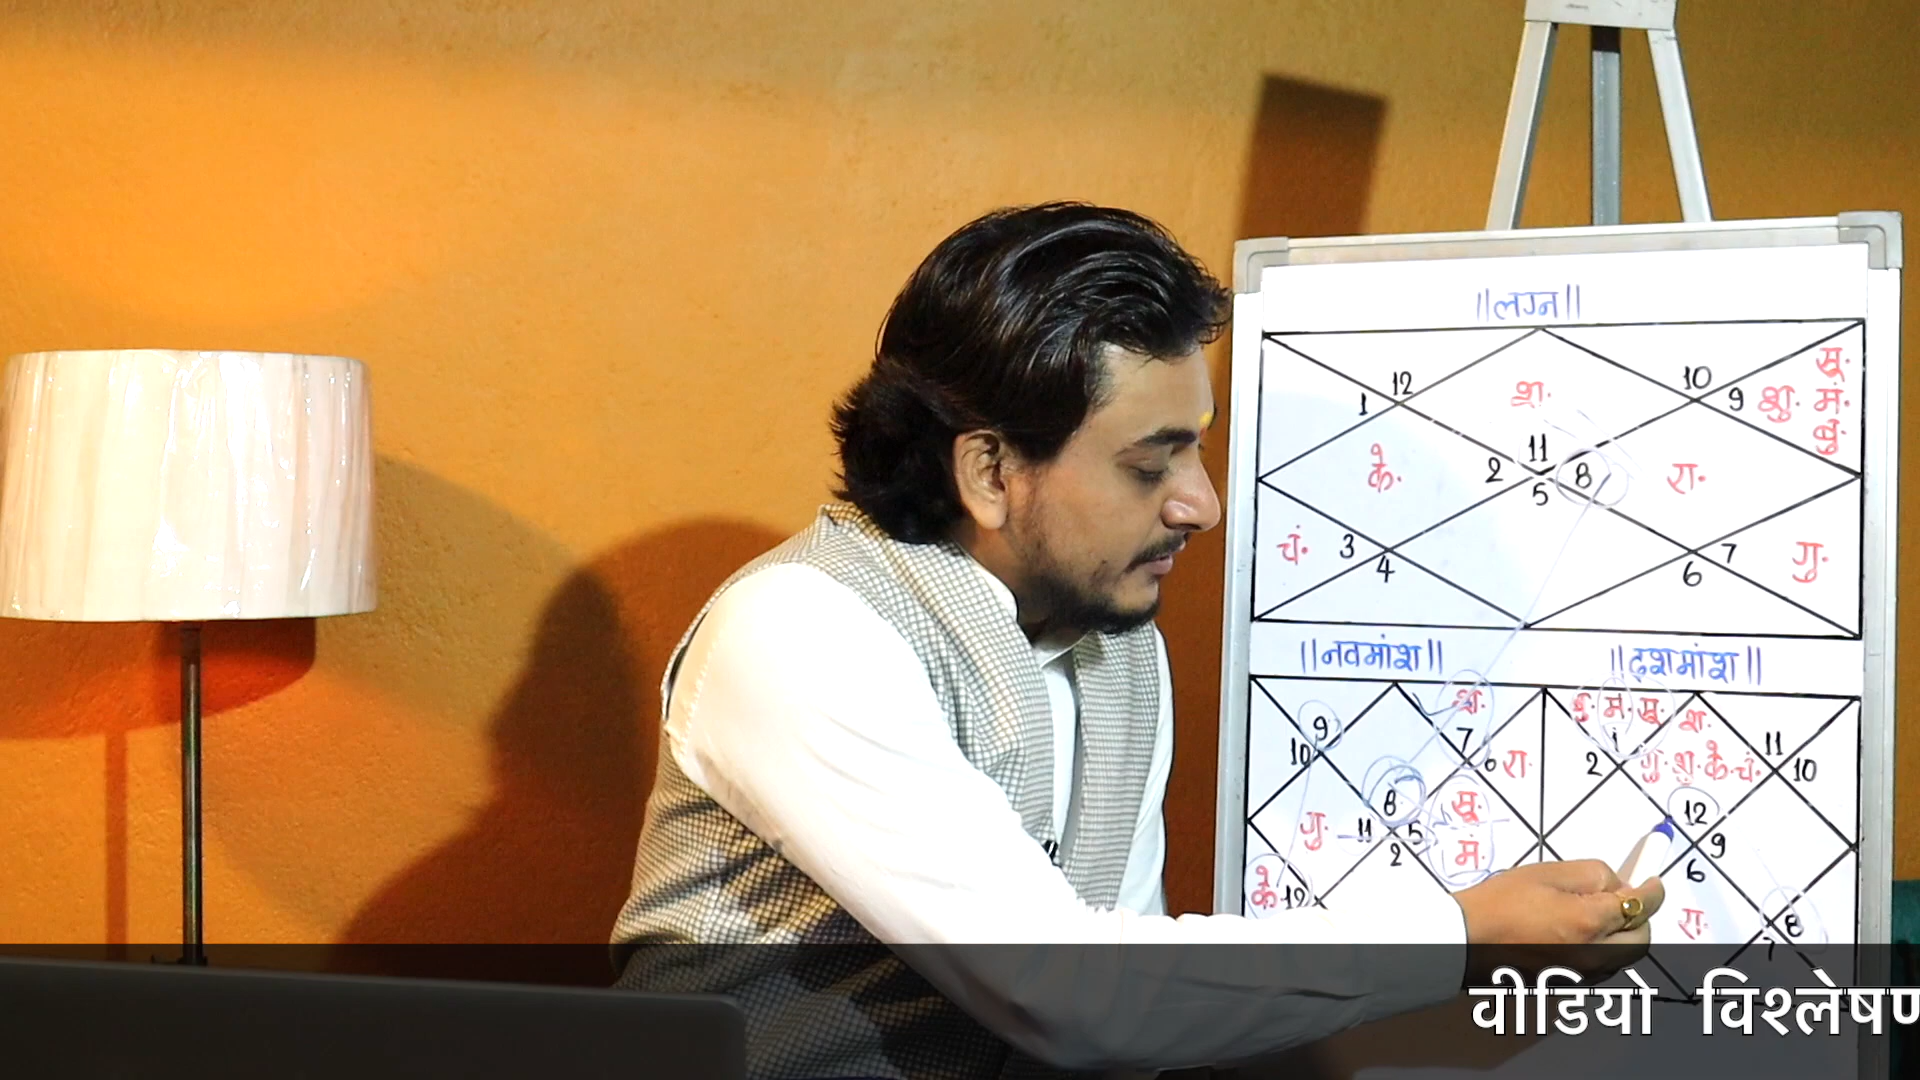 ||लग्न||
12 श. 10 सू.
1 9 शु. मं.
11 बु.
के. 2 8 रा.
5
चं. 3 7 गु.
4 6
||नवमांश|| ||दशमांश||
श. बु. मं. सू. श.
9 7 1 11
10 6 रा. 2 गु. शु. के. चं. 10
8 सू. 12
गु. 11 5 9
2 मं. 6
के. 12 रा. 8
7
वीडियो विश्लेषण